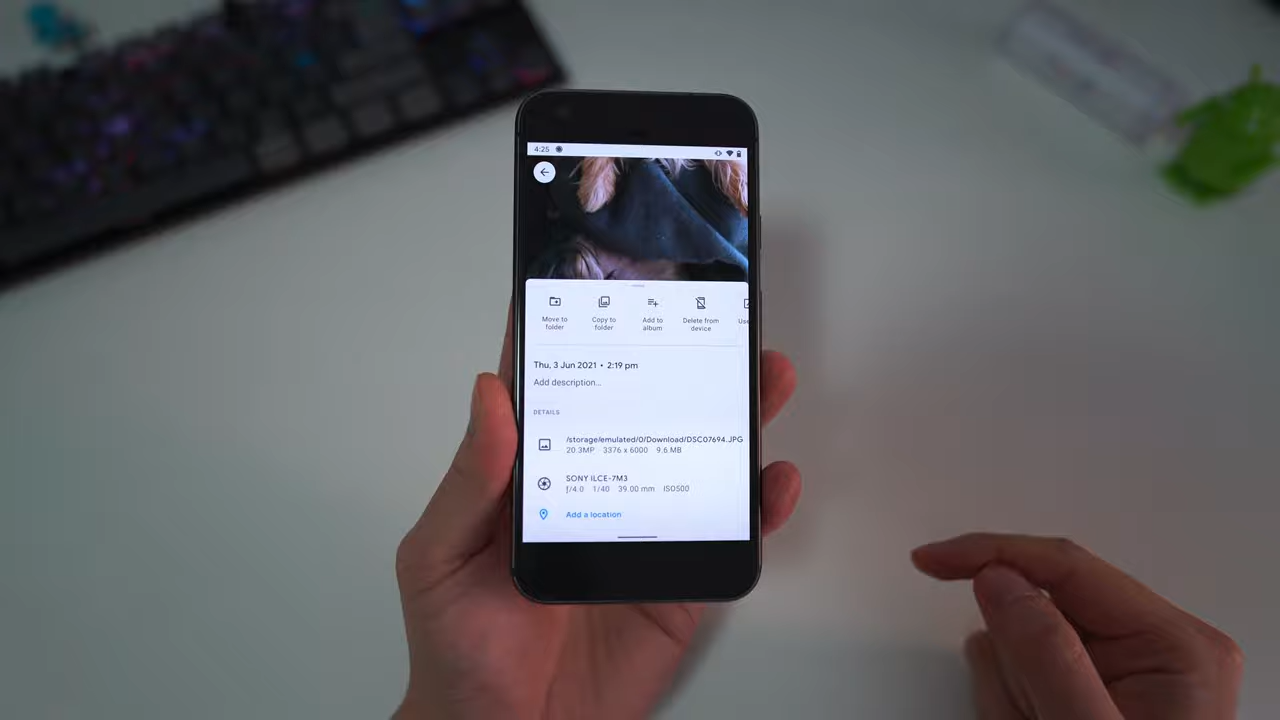 4:25
Move to folder
Copy to folder
Add to album
Delete from device
Thu, 3 Jun 2021 • 2:19 pm
Add description...
DETAILS
/storage/emulated/0/Download/DSC07694.JPG
20.3MP 3376 x 6000 9.6 MB
SONY ILCE-7M3
ƒ/4.0 1/40 39.00 mm ISO500
Add a location